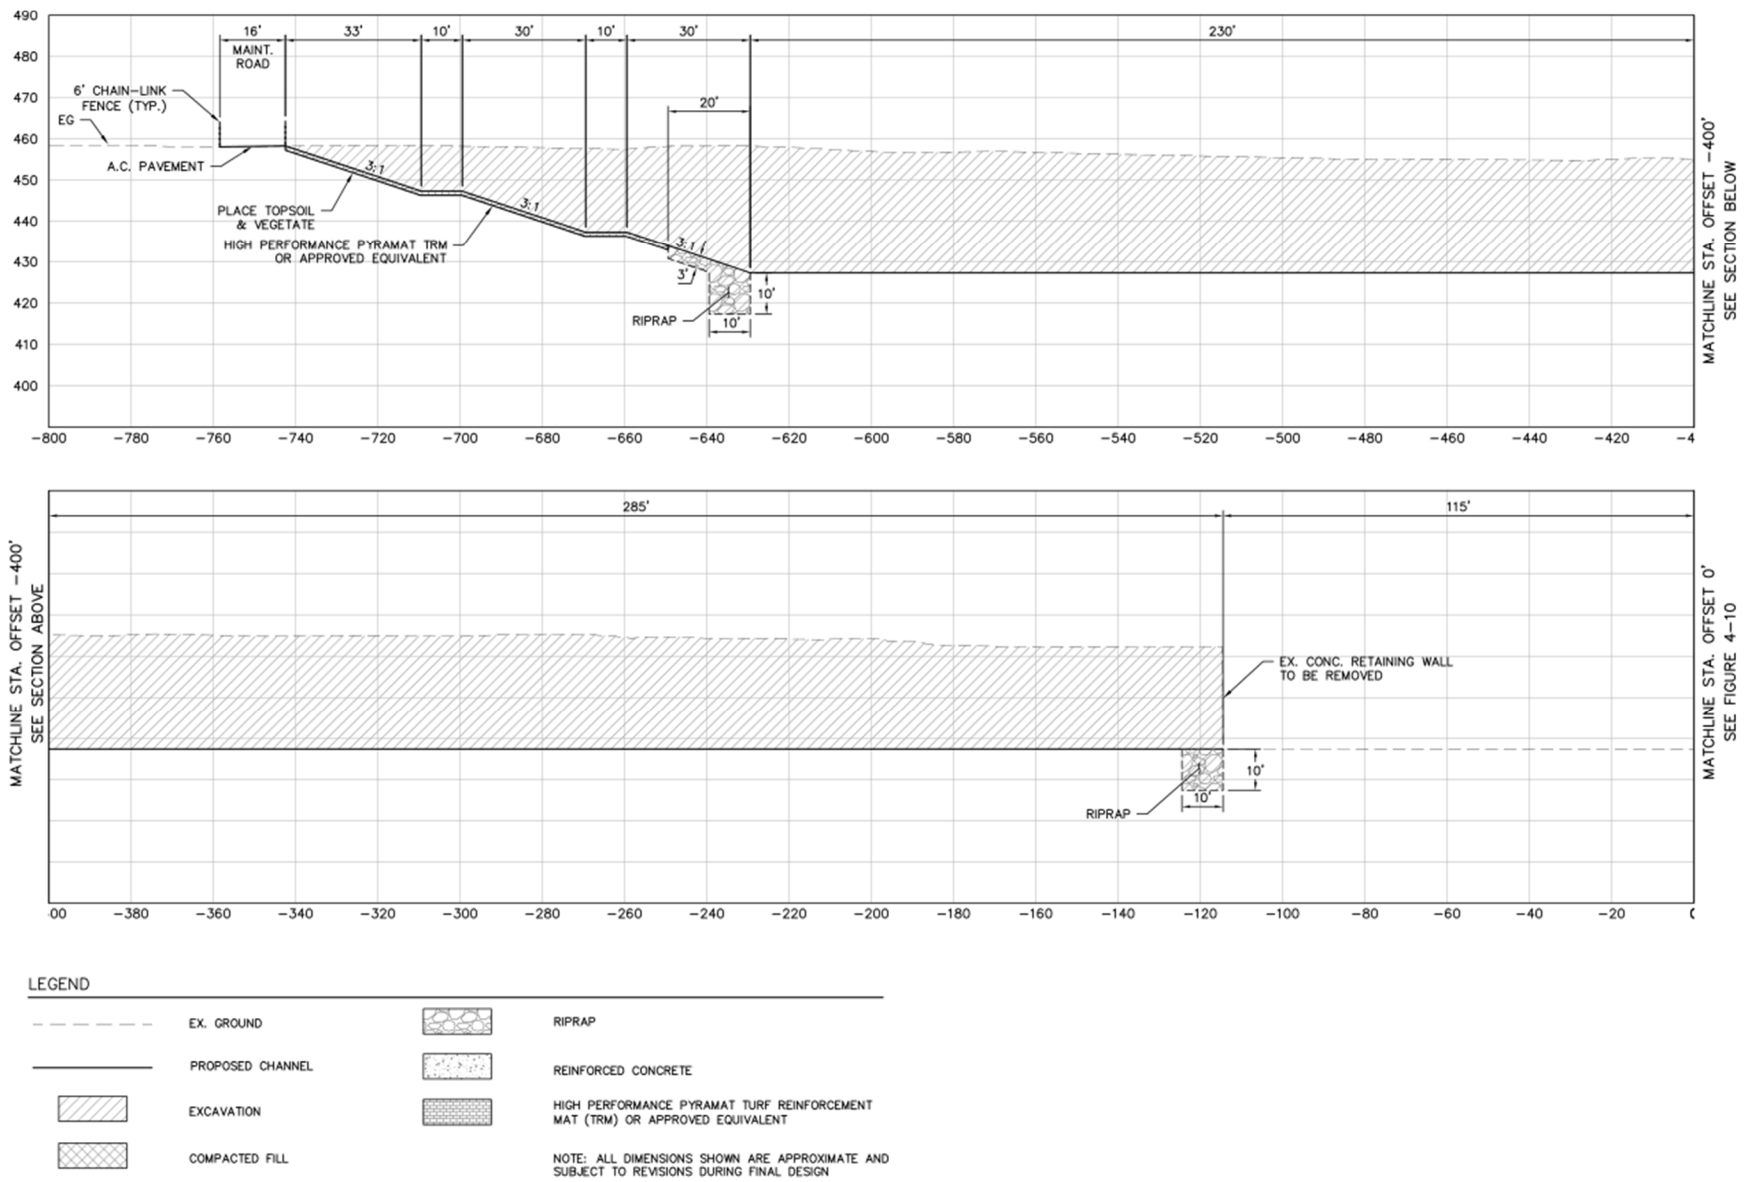 490
480
470
460
450
440
430
420
410
400
16'
33'
10'
30'
10'
30'
230'
MAINT.
ROAD
6' CHAIN-LINK
FENCE (TYP.)
EG
A.C. PAVEMENT
3:1
PLACE TOPSOIL
& VEGETATE
3:1
HIGH PERFORMANCE PYRAMAT TRM
OR APPROVED EQUIVALENT
20'
3:1
3'
RIPRAP
10'
10'
MATCHLINE STA. OFFSET -400'
SEE SECTION BELOW
-800
-780
-760
-740
-720
-700
-680
-660
-640
-620
-600
-580
-560
-540
-520
-500
-480
-460
-440
-420
-4
285'
115'
MATCHLINE STA. OFFSET -400'
SEE SECTION ABOVE
EX. CONC. RETAINING WALL
TO BE REMOVED
10'
10'
RIPRAP
MATCHLINE STA. OFFSET 0'
SEE FIGURE 4-10
00
-380
-360
-340
-320
-300
-280
-260
-240
-220
-200
-180
-160
-140
-120
-100
-80
-60
-40
-20
LEGEND
EX. GROUND
PROPOSED CHANNEL
EXCAVATION
COMPACTED FILL
RIPRAP
REINFORCED CONCRETE
HIGH PERFORMANCE PYRAMAT TURF REINFORCEMENT
MAT (TRM) OR APPROVED EQUIVALENT
NOTE: ALL DIMENSIONS SHOWN ARE APPROXIMATE AND
SUBJECT TO REVISIONS DURING FINAL DESIGN